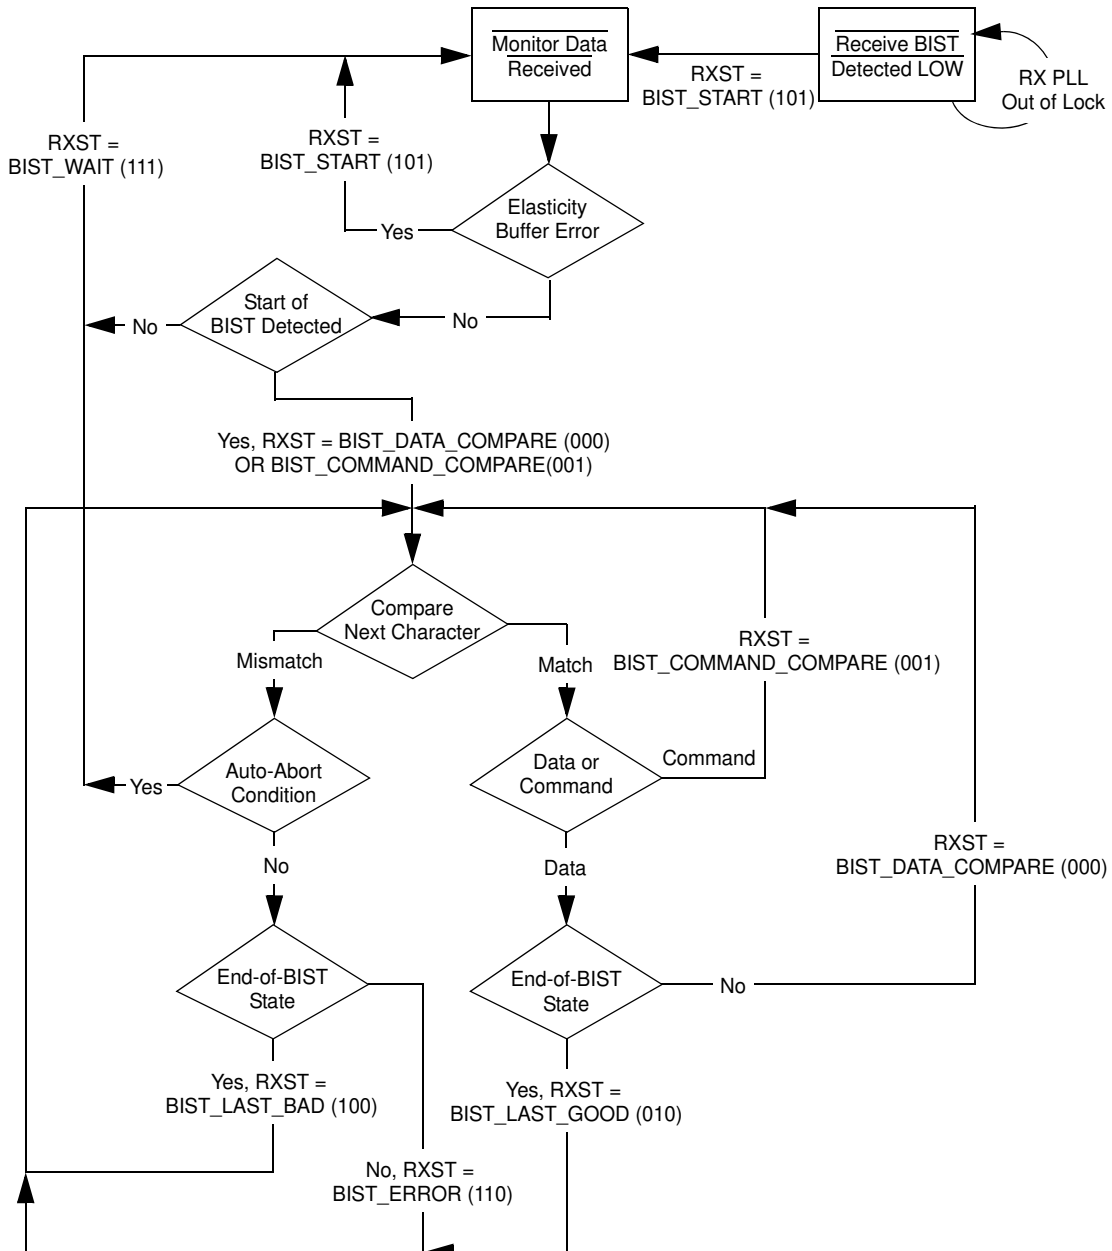 Monitor Data
Received
Receive BIST
Detected LOW
RX PLL
Out of Lock
RXST =
BIST_START (101)
RXST =
BIST_WAIT (111)
RXST =
BIST_START (101)
Elasticity
Buffer Error
Yes
No
Start of
BIST Detected
No
Yes, RXST = BIST_DATA_COMPARE (000)
OR BIST_COMMAND_COMPARE(001)
Compare
Next Character
Mismatch
Match
RXST =
BIST_COMMAND_COMPARE (001)
Auto-Abort
Condition
Yes
No
Data or
Command
Command
Data
RXST =
BIST_DATA_COMPARE (000)
End-of-BIST
State
End-of-BIST
State
No
Yes, RXST =
BIST_LAST_BAD (100)
Yes, RXST =
BIST_LAST_GOOD (010)
No, RXST =
BIST_ERROR (110)